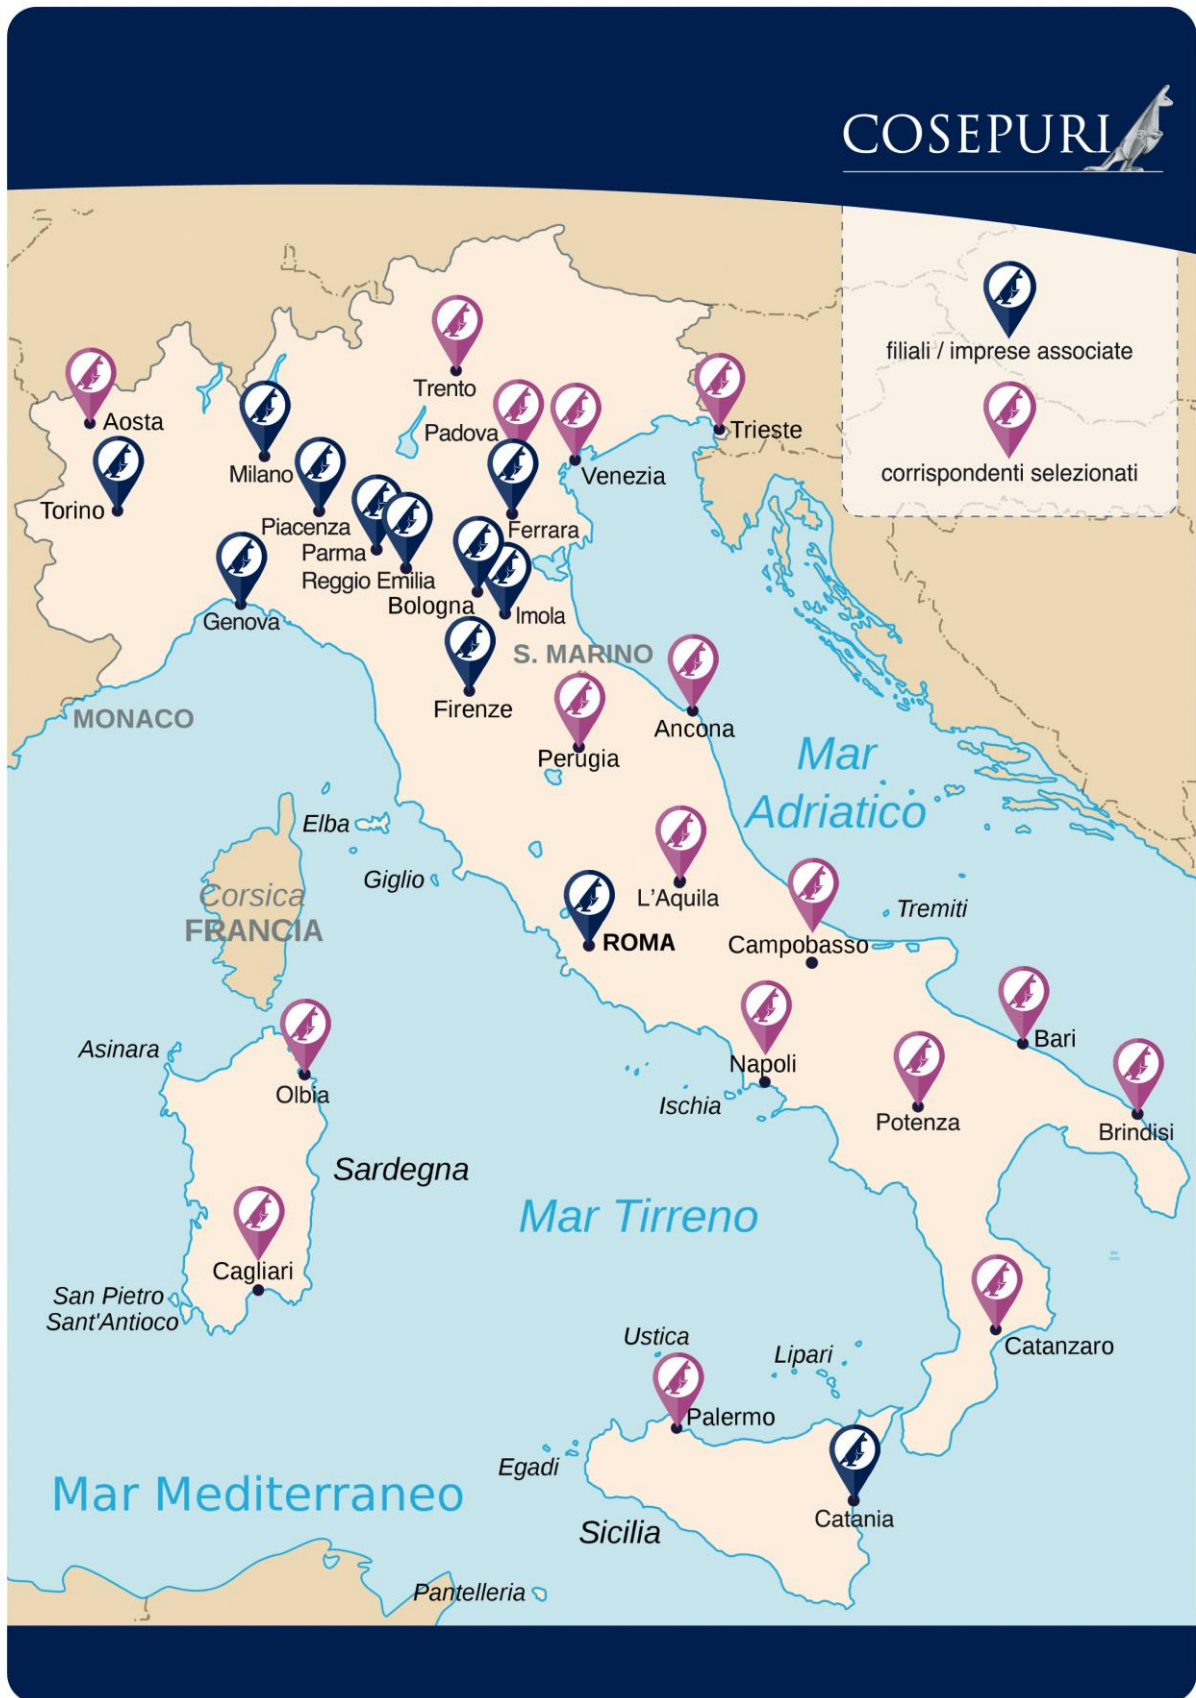 COSEPURI
filiali / imprese associate
corrispondenti selezionati
Trento
Aosta
Padova
Trieste
Venezia
Milano
Torino
Piacenza
Ferrara
Parma
Reggio Emilia
Bologna
Imola
Genova
S. MARINO
Firenze
MONACO
Ancona
Perugia
Mar
Adriatico
Elba
Giglio
L'Aquila
Corsica
FRANCIA
Tremiti
ROMA
Campobasso
Bari
Asinara
Napoli
Olbia
Ischia
Potenza
Brindisi
Sardegna
Mar Tirreno
Cagliari
San Pietro
Sant'Antioco
Ustica
Lipari
Catanzaro
Palermo
Egadi
Mar Mediterraneo
Catania
Sicilia
Pantelleria